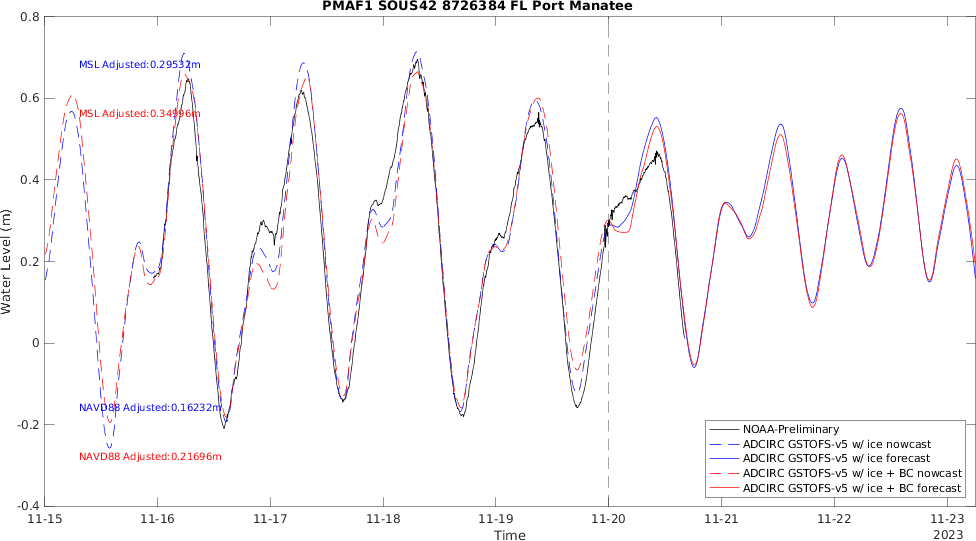 PMAF1 SOUS42 8726384 FL Port Manatee
0.8
0.6
0.4
0.2
0
-0.2
-0.4
Water Level (m)
MSL Adjusted:0.29532m
MSL Adjusted:0.34996m
NAVD88 Adjusted:0.16232m
NAVD88 Adjusted:0.21696m
NOAA-Preliminary
ADCIRC GSTOFS-v5 w/ ice nowcast
ADCIRC GSTOFS-v5 w/ ice forecast
ADCIRC GSTOFS-v5 w/ ice + BC nowcast
ADCIRC GSTOFS-v5 w/ ice + BC forecast
11-15 11-16 11-17 11-18 11-19 11-20 11-21 11-22 11-23
Time 2023